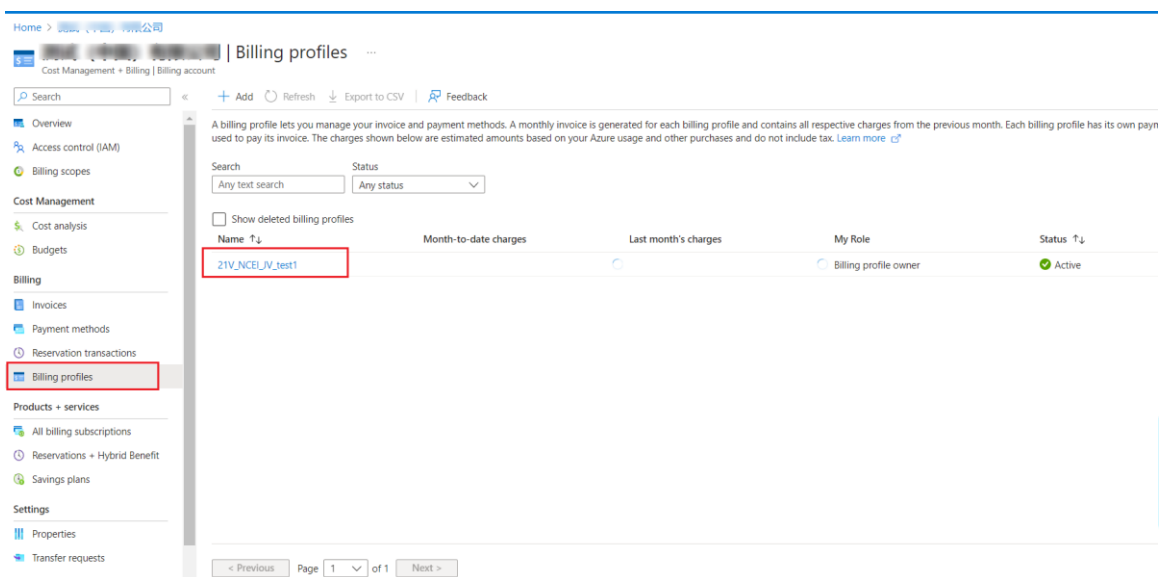 Home >
| Billing profiles ...
Cost Management + Billing | Billing account
Search
«
+ Add Refresh Export to CSV Feedback
Overview
Access control (IAM)
Billing scopes
Cost Management
Cost analysis
Budgets
Billing
Invoices
Payment methods
Reservation transactions
Billing profiles
Products + services
All billing subscriptions
Reservations + Hybrid Benefit
Savings plans
Settings
Properties
Transfer requests
A billing profile lets you manage your invoice and payment methods. A monthly invoice is generated for each billing profile and contains all respective charges from the previous month. Each billing profile has its own
used to pay its invoice. The charges shown below are estimated amounts based on your Azure usage and other purchases and do not include tax. Learn more
Search Status
Any text search Any status
Show deleted billing profiles
Name ↑↓ Month-to-date charges Last month's charges My Role Status ↑↓
21V_NCEI_JV_test1 Billing profile owner Active
< Previous Page 1 of 1 Next >